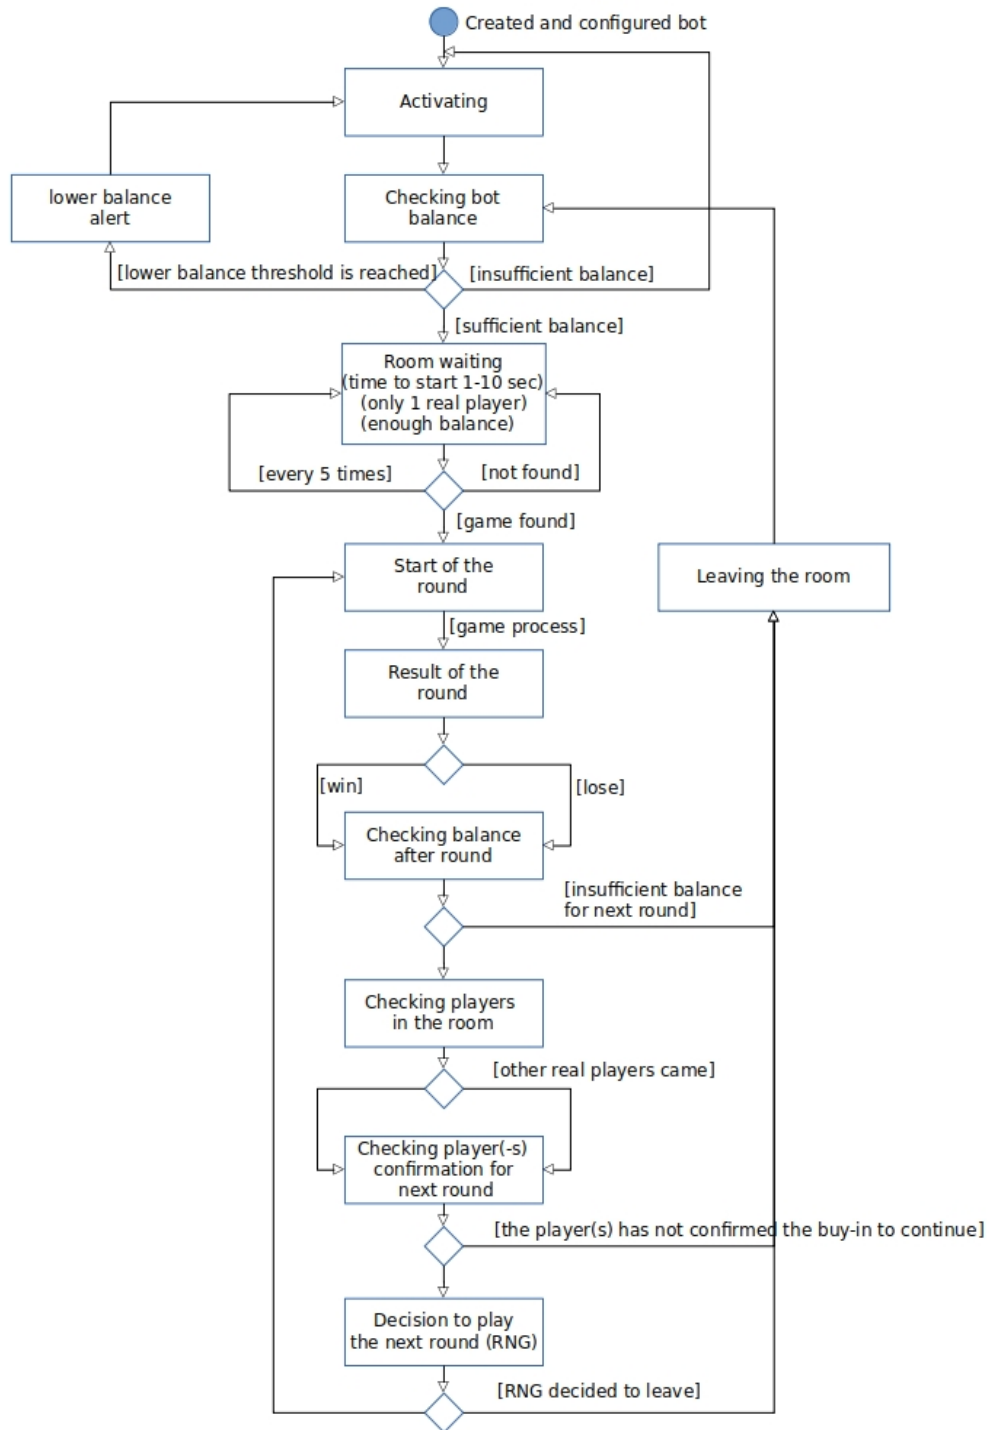 Created and configured bot
Activating
lower balance
alert
Checking bot
balance
[lower balance threshold is reached]
[insufficient balance]
[sufficient balance]
Room waiting
(time to start 1-10 sec)
(only 1 real player)
(enough balance)
[every 5 times]
[not found]
[game found]
Start of the
round
Leaving the room
[game process]
Result of the
round
[win]
[lose]
Checking balance
after round
[insufficient balance
for next round]
Checking players
in the room
[other real players came]
Checking player(-s)
confirmation for
next round
[the player(s) has not confirmed the buy-in to continue]
Decision to play
the next round (RNG)
[RNG decided to leave]